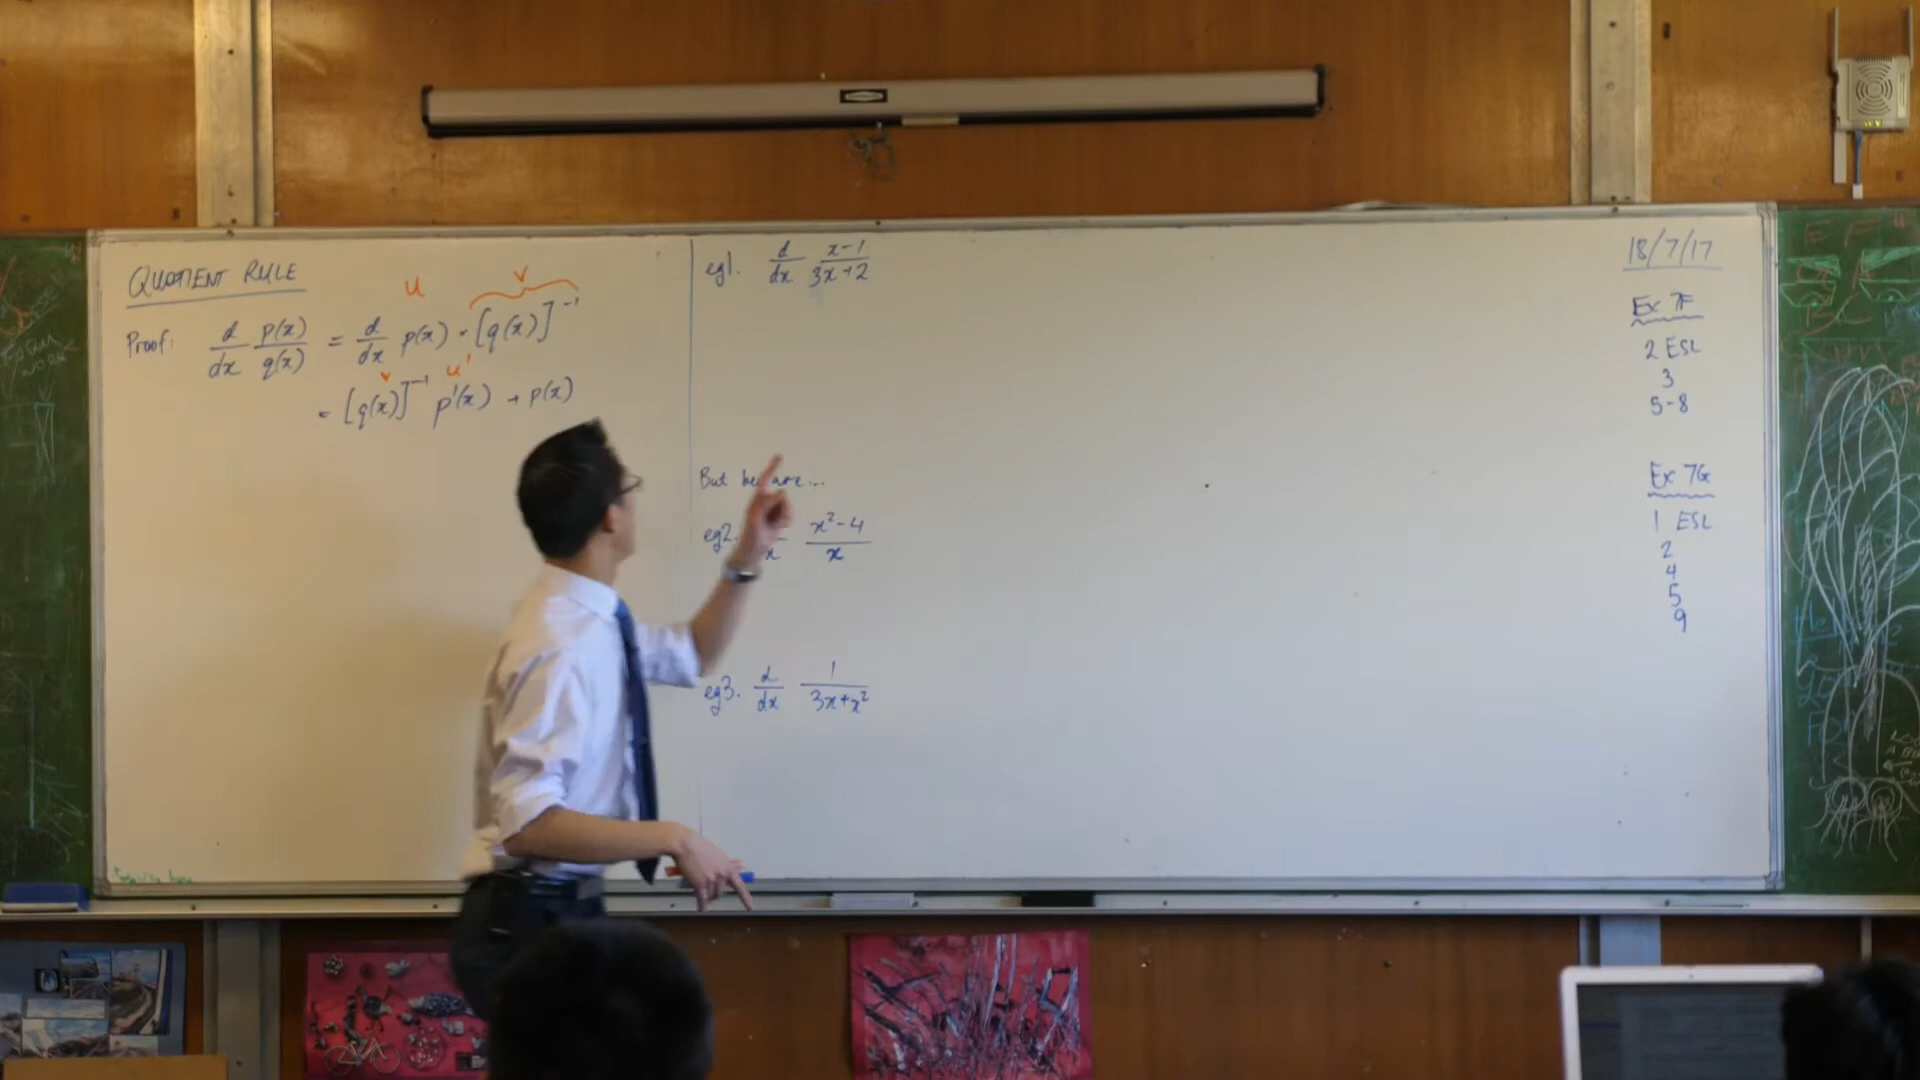 QUOTIENT RULE
u v
Proof: d/dx p(x)/q(x) = d/dx p(x) · [q(x)]⁻¹
v u'
= [q(x)]⁻¹ p'(x) + p(x)
eg1. d/dx x-1/3x+2
But beware...
eg2. x x²-4/x
eg3. d/dx 1/3x+x²
18/7/17
Ex 7F
2 ESL
3
5-8
Ex 7G
1 ESL
2
4
5
9